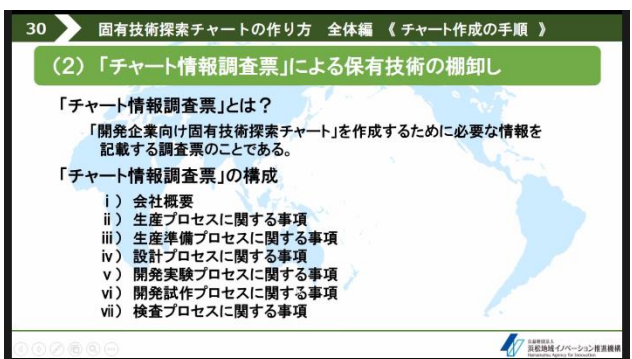 30 固有技術探索チャートの作り方 全体編 《 チャート作成の手順 》
(2)「チャート情報調査票」による保有技術の棚卸し
「チャート情報調査票」とは?
「開発企業向け固有技術探索チャート」を作成するために必要な情報を
記載する調査票のことである。
「チャート情報調査票」の構成
ⅰ) 会社概要
ⅱ) 生産プロセスに関する事項
ⅲ) 生産準備プロセスに関する事項
ⅳ) 設計プロセスに関する事項
ⅴ) 開発実験プロセスに関する事項
ⅵ) 開発試作プロセスに関する事項
ⅶ) 検査プロセスに関する事項
公益財団法人
浜松地域イノベーション推進機構
Hamamatsu Agency for Innovation